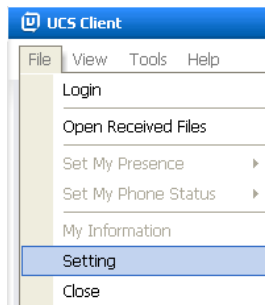 UCS Client
File View Tools Help
Login
Open Received Files
Set My Presence
Set My Phone Status
My Information
Setting
Close